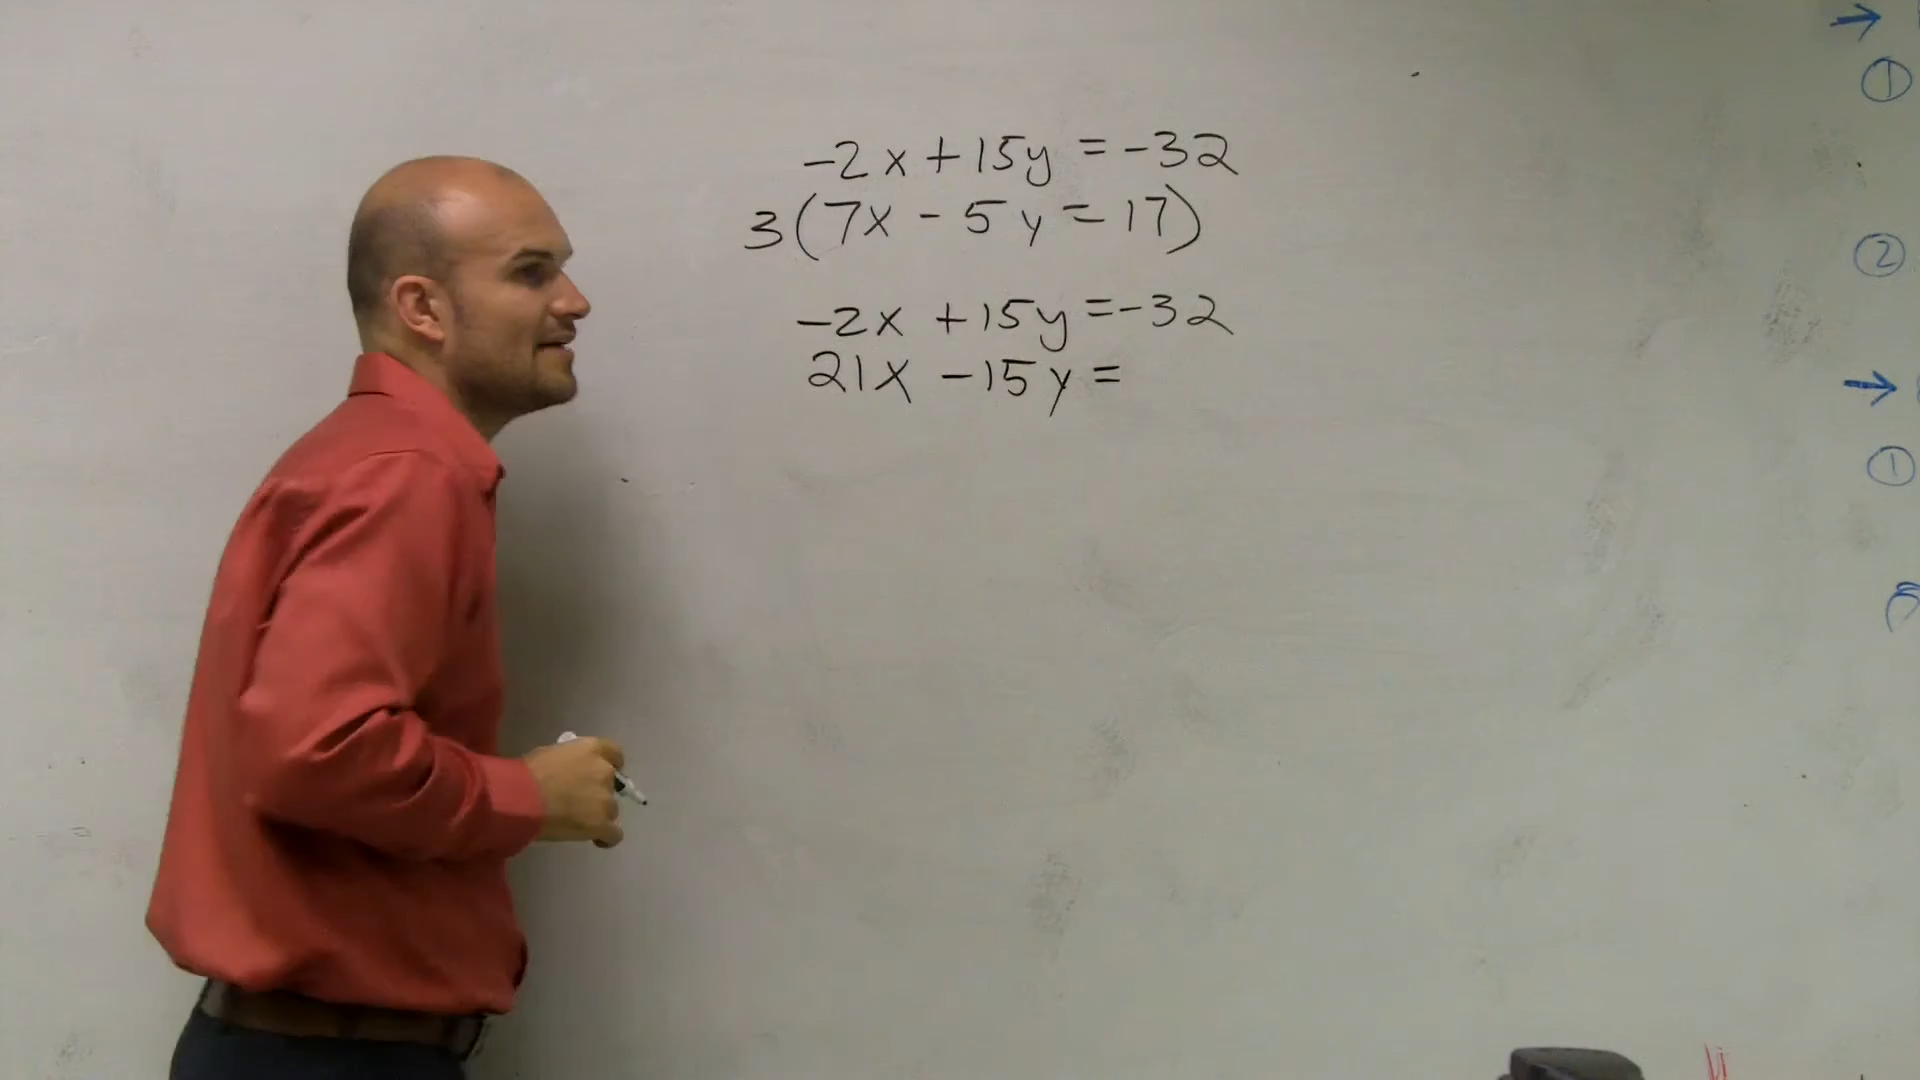 -2x + 15y = -32
3(7x - 5y = 17)
-2x + 15y = -32
21x - 15y =
→
①
②
→
①